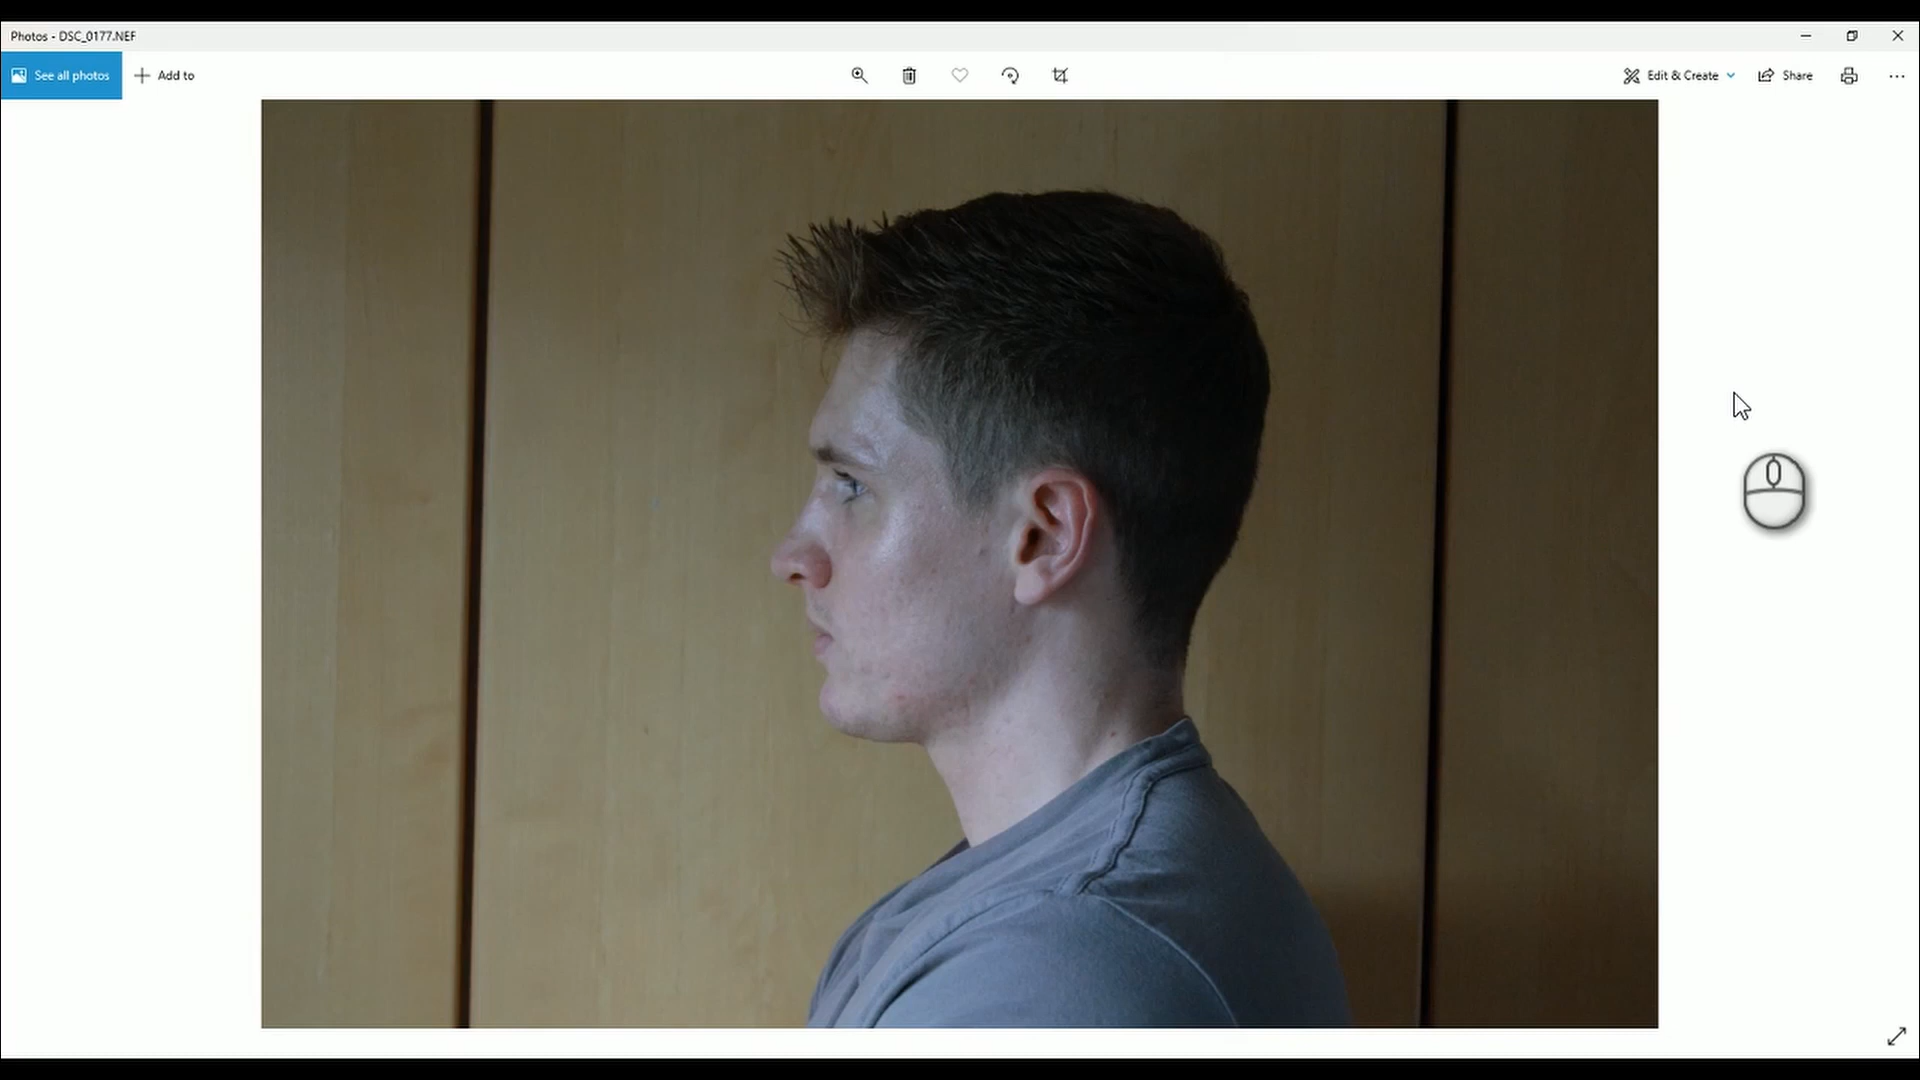 Photos - DSC_0177.NEF
See all photos
Add to
Edit & Create
Share